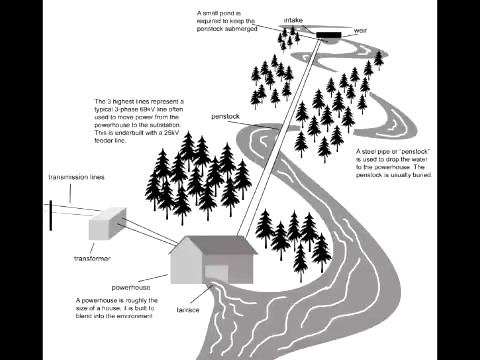 A small pond is
required to keep the
penstock submerged
intake
weir
The 3 highest lines represent a
typical 3-phase 69kV line often
used to move power from the
powerhouse to the substation.
This is underbuilt with a 25kV
feeder line.
penstock
A steel pipe or "penstock"
is used to drop the water
to the powerhouse. The
penstock is usually buried.
transmission lines
transformer
powerhouse
A powerhouse is roughly the
size of a house, it is built to
blend into the environment
tailrace